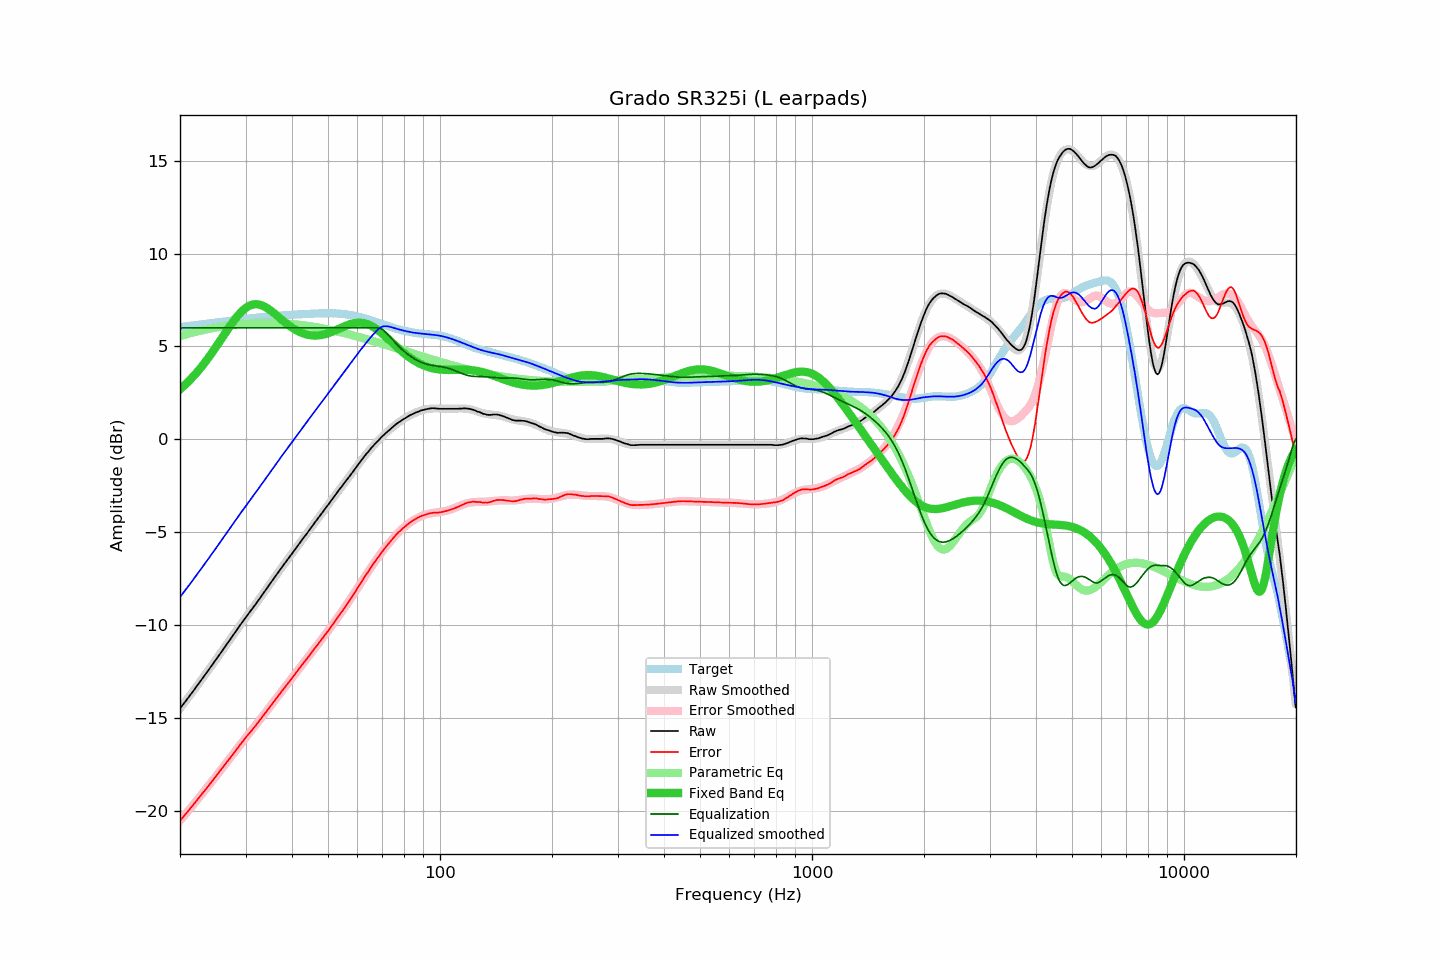 Grado SR325i (L earpads)
15
10
5
0
−5
−10
−15
−20
Amplitude (dBr)
Target
Raw Smoothed
Error Smoothed
Raw
Error
Parametric Eq
Fixed Band Eq
Equalization
Equalized smoothed
100
1000
10000
Frequency (Hz)